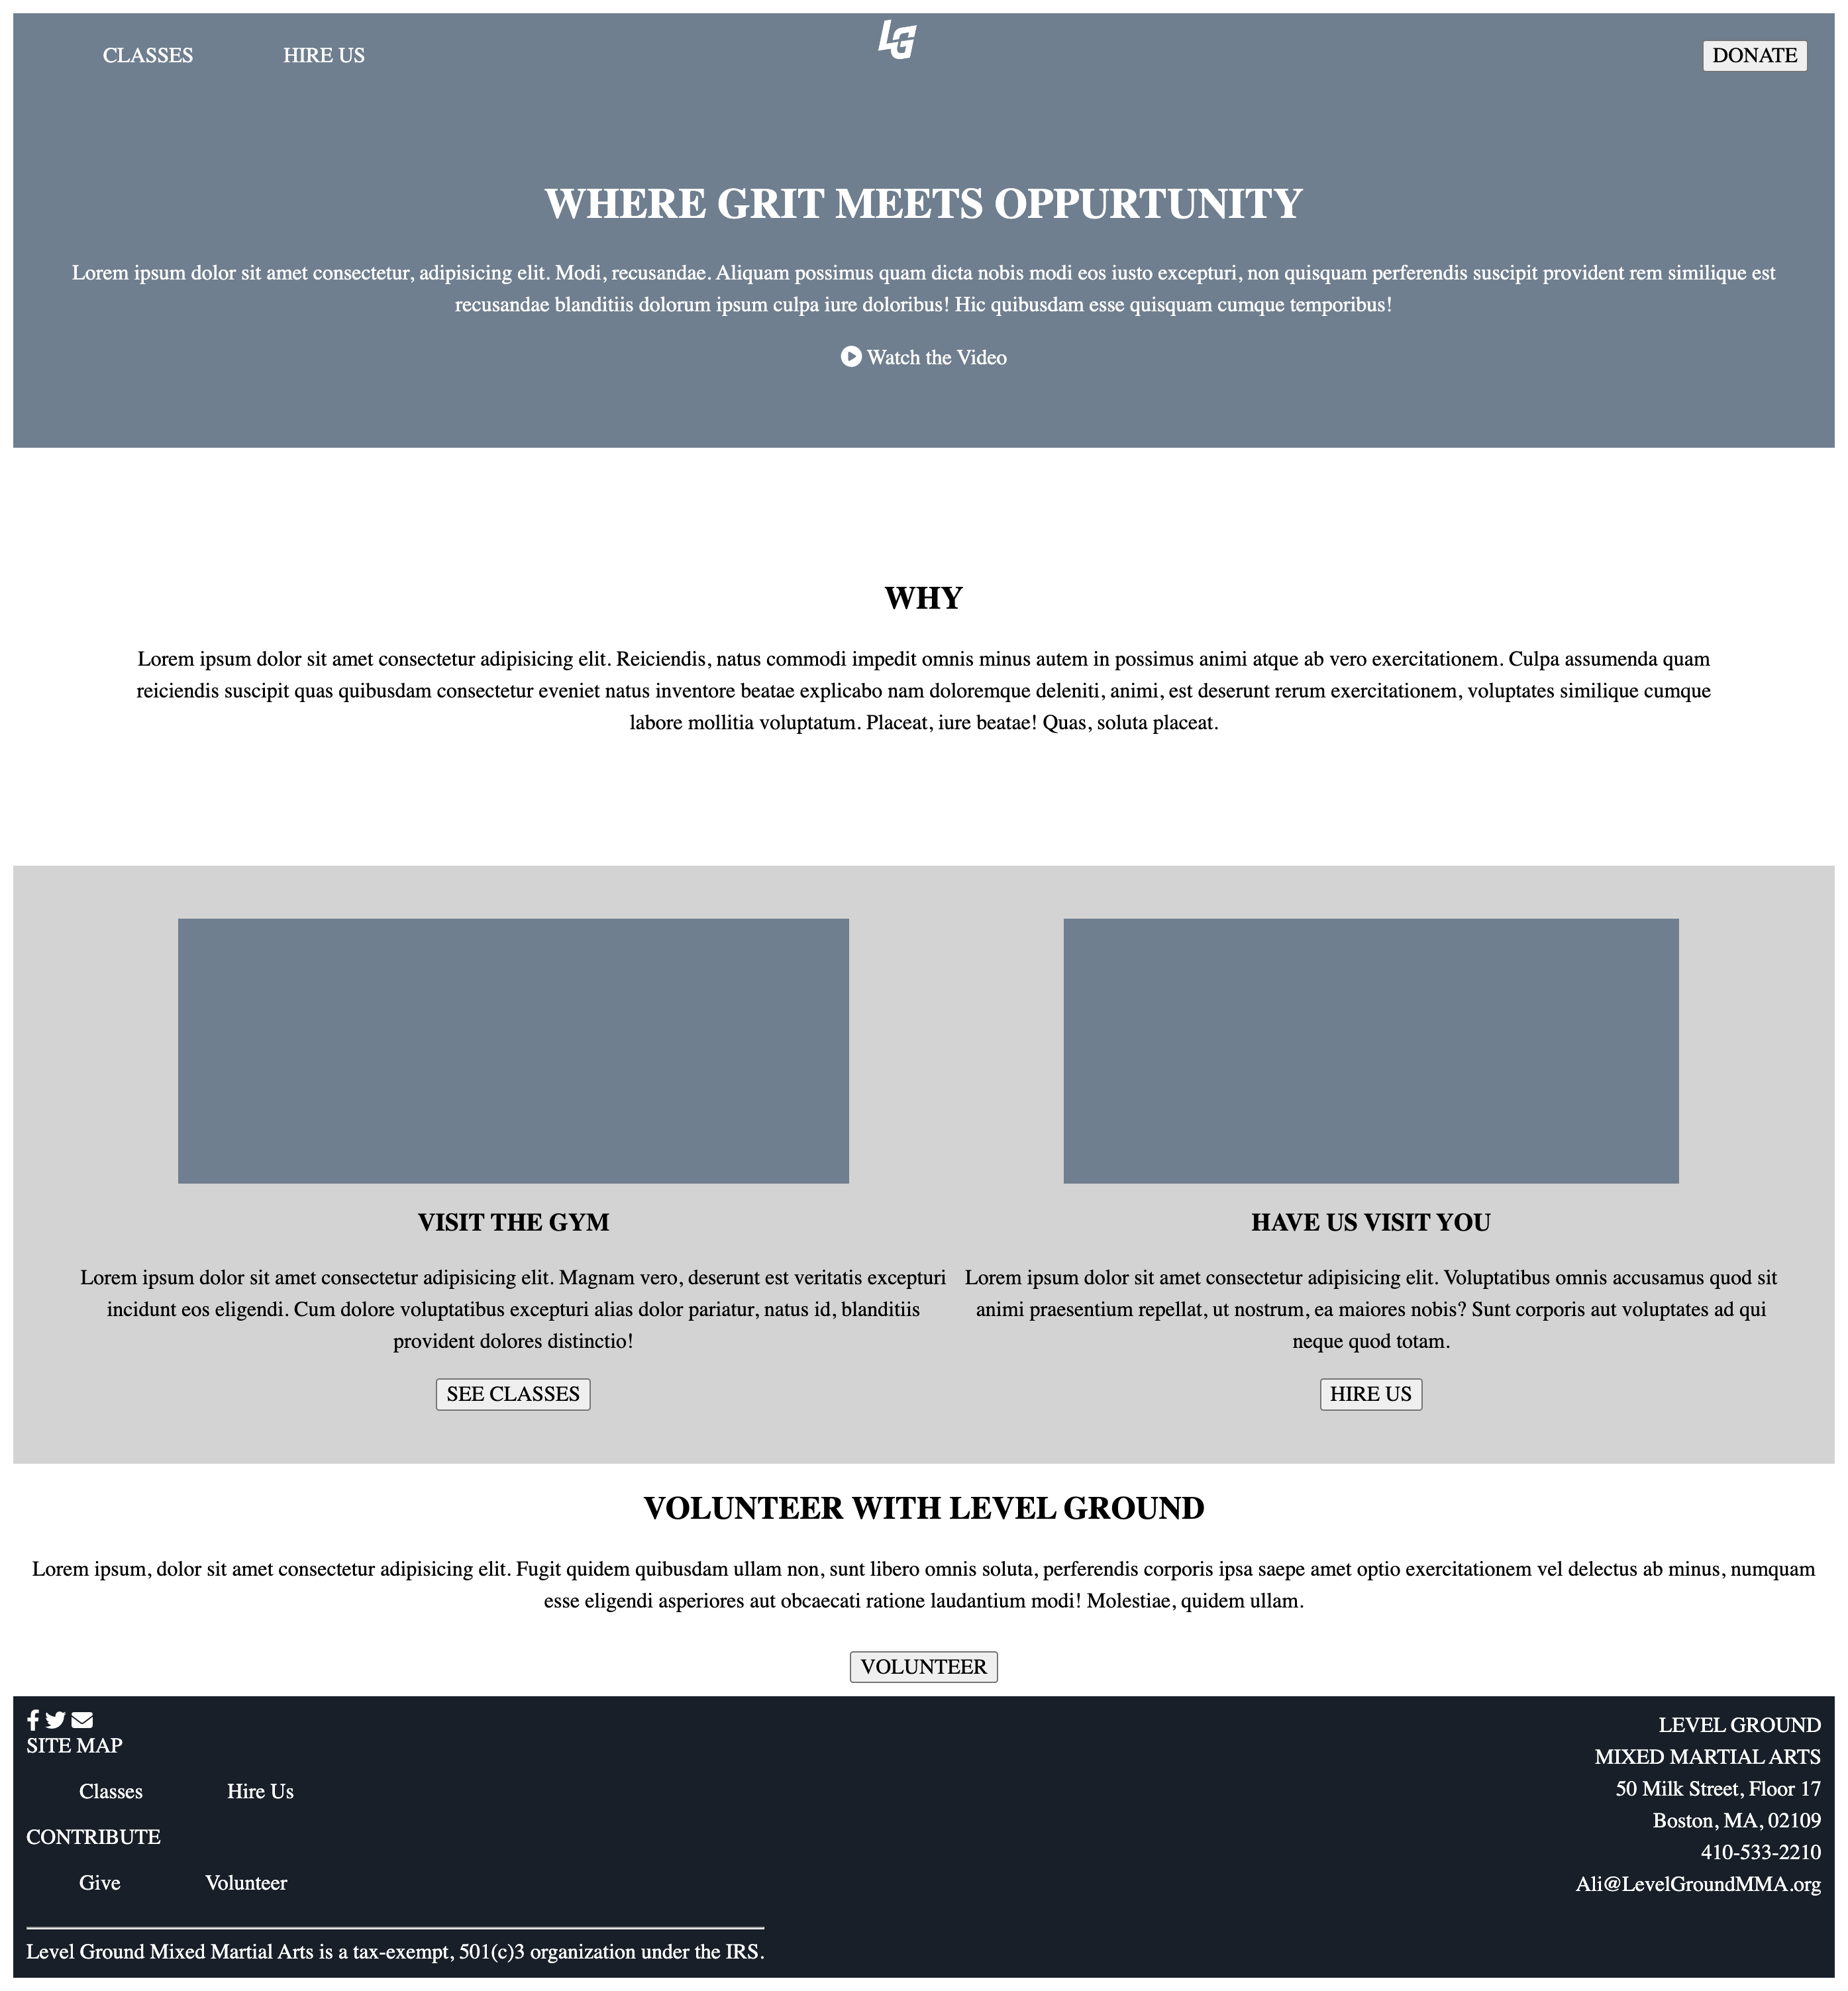 CLASSES HIRE US LG DONATE
WHERE GRIT MEETS OPPURTUNITY
Lorem ipsum dolor sit amet consectetur, adipisicing elit. Modi, recusandae. Aliquam possimus quam dicta nobis modi eos iusto excepturi, non quisquam perferendis suscipit provident rem similique est
recusandae blanditiis dolorum ipsum culpa iure doloribus! Hic quibusdam esse quisquam cumque temporibus!
Watch the Video
WHY
Lorem ipsum dolor sit amet consectetur adipisicing elit. Reiciendis, natus commodi impedit omnis minus autem in possimus animi atque ab vero exercitationem. Culpa assumenda quam
reiciendis suscipit quas quibusdam consectetur eveniet natus inventore beatae explicabo nam doloremque deleniti, animi, est deserunt rerum exercitationem, voluptates similique cumque
labore mollitia voluptatum. Placeat, iure beatae! Quas, soluta placeat.
VISIT THE GYM
Lorem ipsum dolor sit amet consectetur adipisicing elit. Magnam vero, deserunt est veritatis excepturi
incidunt eos eligendi. Cum dolore voluptatibus excepturi alias dolor pariatur, natus id, blanditiis
provident dolores distinctio!
SEE CLASSES
HAVE US VISIT YOU
Lorem ipsum dolor sit amet consectetur adipisicing elit. Voluptatibus omnis accusamus quod sit
animi praesentium repellat, ut nostrum, ea maiores nobis? Sunt corporis aut voluptates ad qui
neque quod totam.
HIRE US
VOLUNTEER WITH LEVEL GROUND
Lorem ipsum, dolor sit amet consectetur adipisicing elit. Fugit quidem quibusdam ullam non, sunt libero omnis soluta, perferendis corporis ipsa saepe amet optio exercitationem vel delectus ab minus, numquam
esse eligendi asperiores aut obcaecati ratione laudantium modi! Molestiae, quidem ullam.
VOLUNTEER
SITE MAP
Classes Hire Us
CONTRIBUTE
Give Volunteer
Level Ground Mixed Martial Arts is a tax-exempt, 501(c)3 organization under the IRS.
LEVEL GROUND
MIXED MARTIAL ARTS
50 Milk Street, Floor 17
Boston, MA, 02109
410-533-2210
Ali@LevelGroundMMA.org